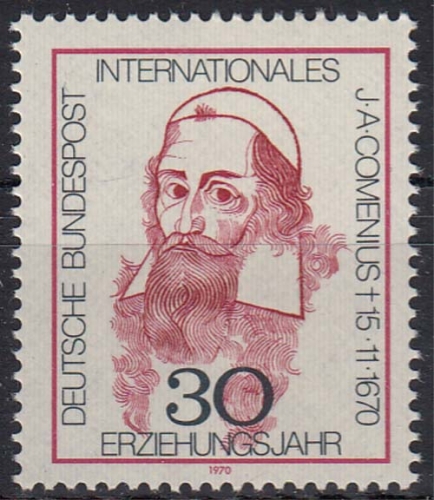 DEUTSCHE BUNDESPOST
INTERNATIONALES
J·A·COMENIUS † 15·11·1670
30
ERZIEHUNGSJAHR
1970